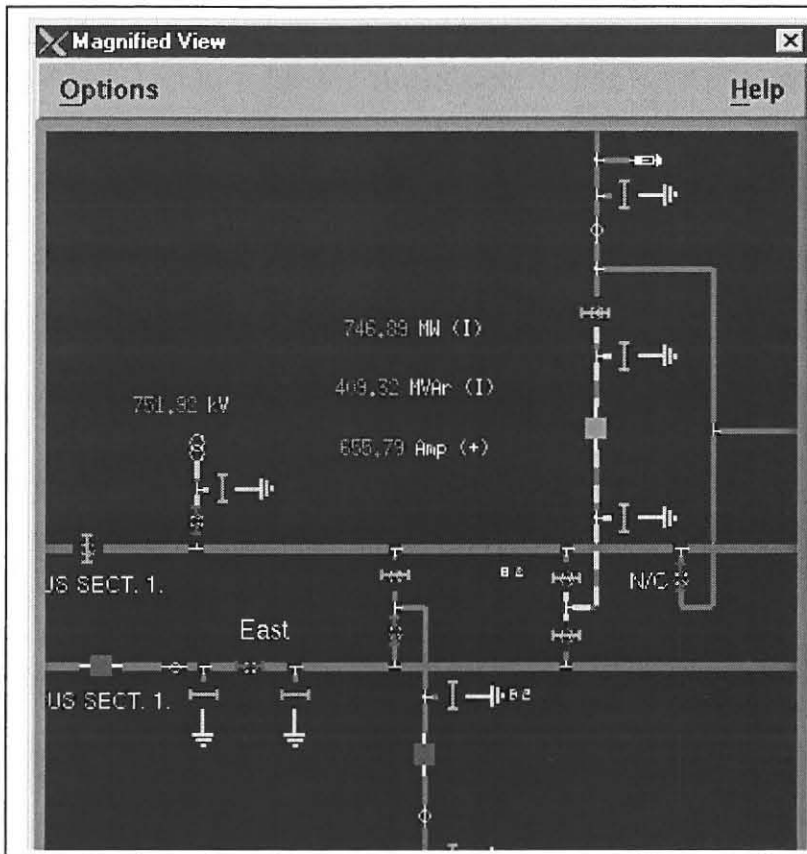 Magnified View
Options Help
746.89 MW (I)
409.32 MVAr (I)
751.92 kV
655.79 Amp (+)
US SECT. 1.
N/C
East
US SECT. 1.